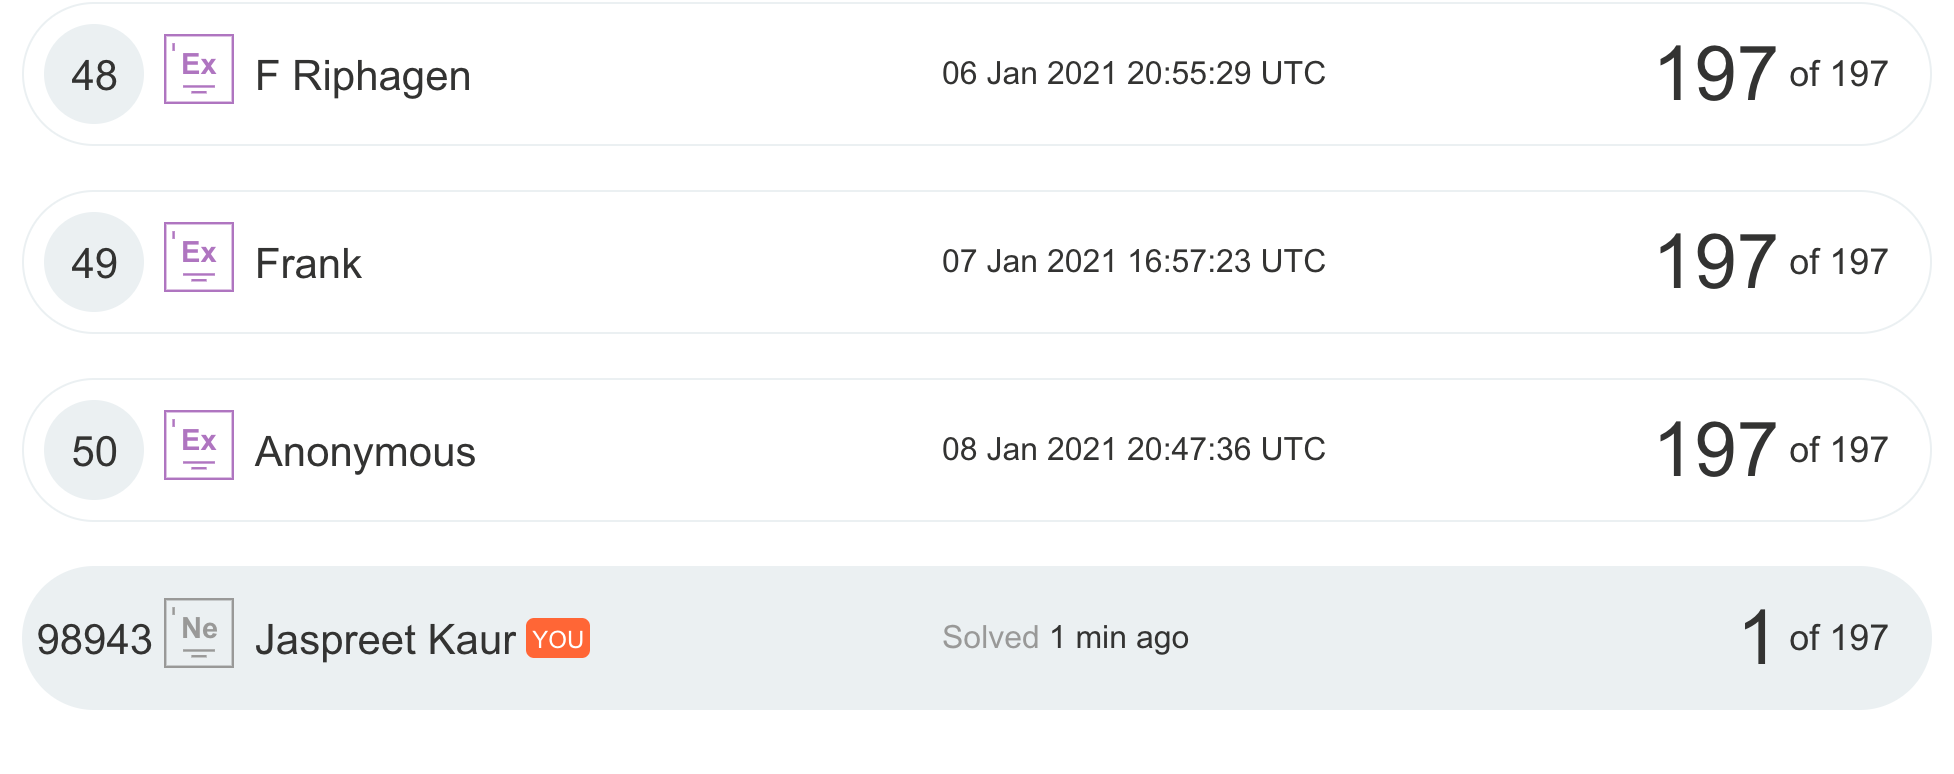 48 Ex F Riphagen 06 Jan 2021 20:55:29 UTC 197 of 197
49 Ex Frank 07 Jan 2021 16:57:23 UTC 197 of 197
50 Ex Anonymous 08 Jan 2021 20:47:36 UTC 197 of 197
98943 Ne Jaspreet Kaur YOU Solved 1 min ago 1 of 197